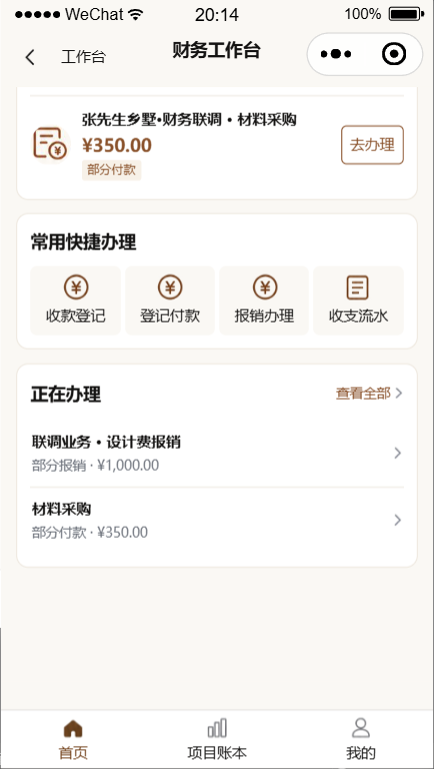 WeChat 20:14 100%
工作台 财务工作台
张先生乡墅•财务联调·材料采购
¥350.00
去办理
部分付款
常用快捷办理
收款登记 登记付款 报销办理 收支流水
正在办理 查看全部
联调业务·设计费报销
部分报销 · ¥1,000.00
材料采购
部分付款 · ¥350.00
首页 项目账本 我的